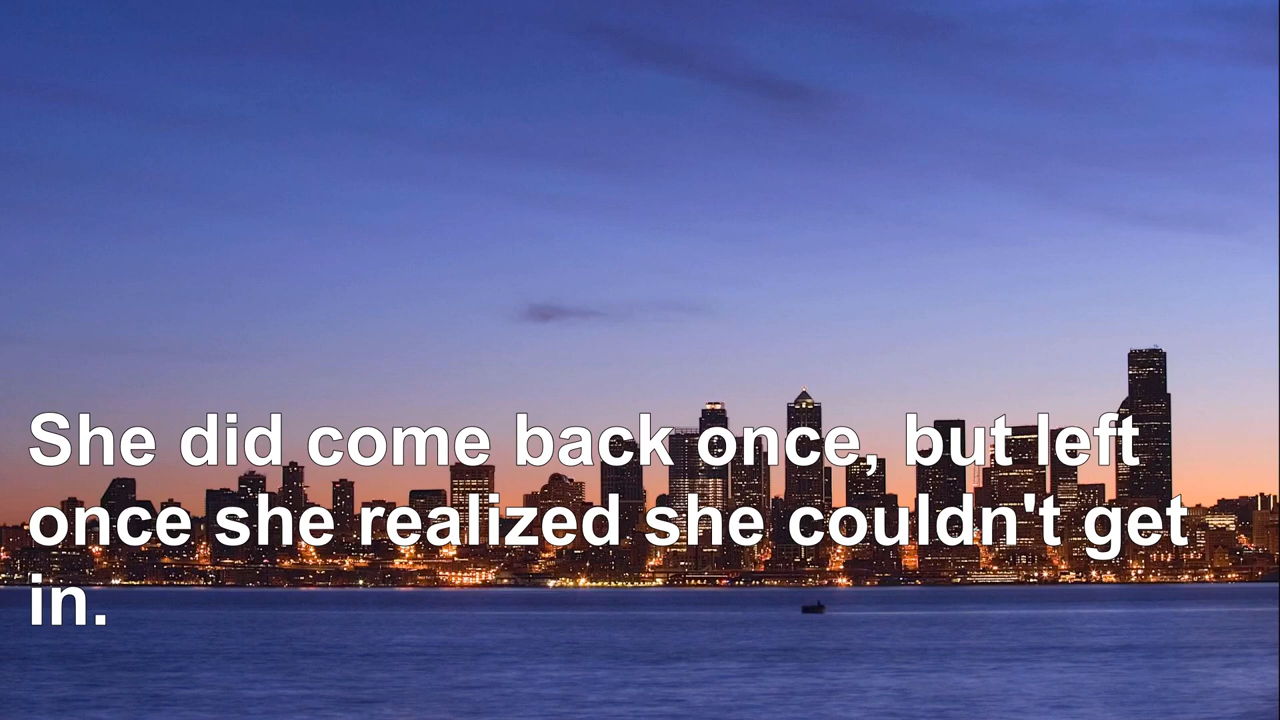 She did come back once, but left
once she realized she couldn't get
in.